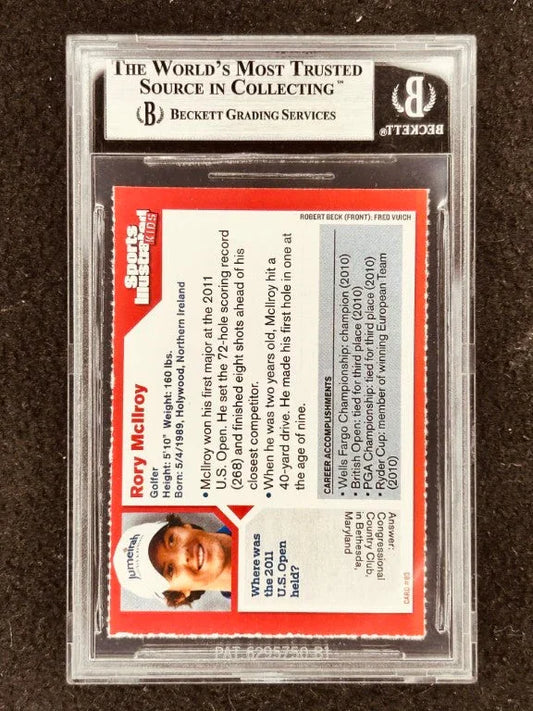 THE WORLD'S MOST TRUSTED
SOURCE IN COLLECTING™
B BECKETT GRADING SERVICES
B
BECKETT
Sports
Illustrated
KIDS
ROBERT BECK (FRONT); FRED VUICH
Rory McIlroy
Golfer
Height: 5'10" Weight: 160 lbs.
Born: 5/4/1989, Holywood, Northern Ireland
• McIlroy won his first major at the 2011
U.S. Open. He set the 72-hole scoring record
(268) and finished eight shots ahead of his
closest competitor.
• When he was two years old, McIlroy hit a
40-yard drive. He made his first hole in one at
the age of nine.
CAREER ACCOMPLISHMENTS
• Wells Fargo Championship: champion (2010)
• British Open: tied for third place (2010)
• PGA Championship: tied for third place (2010)
• Ryder Cup: member of winning European Team
(2010)
Jumeirah
Where was
the 2011
U.S. Open
held?
Answer:
Congressional
Country Club,
in Bethesda,
Maryland
PAT 6295750 B1